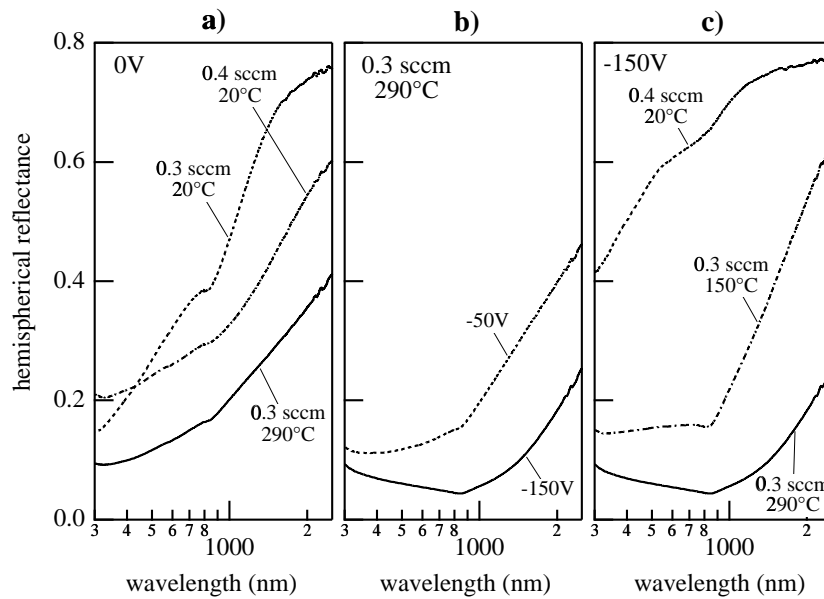 a)
b)
c)
hemispherical reflectance
0.8
0.6
0.4
0.2
0.0
0V
0.4 sccm
20°C
0.3 sccm
20°C
0.3 sccm
290°C
3 4 5 6 7 8
1000
2
wavelength (nm)
0.3 sccm
290°C
-50V
-150V
3 4 5 6 7 8
1000
2
wavelength (nm)
-150V
0.4 sccm
20°C
0.3 sccm
150°C
0.3 sccm
290°C
3 4 5 6 7 8
1000
2
wavelength (nm)